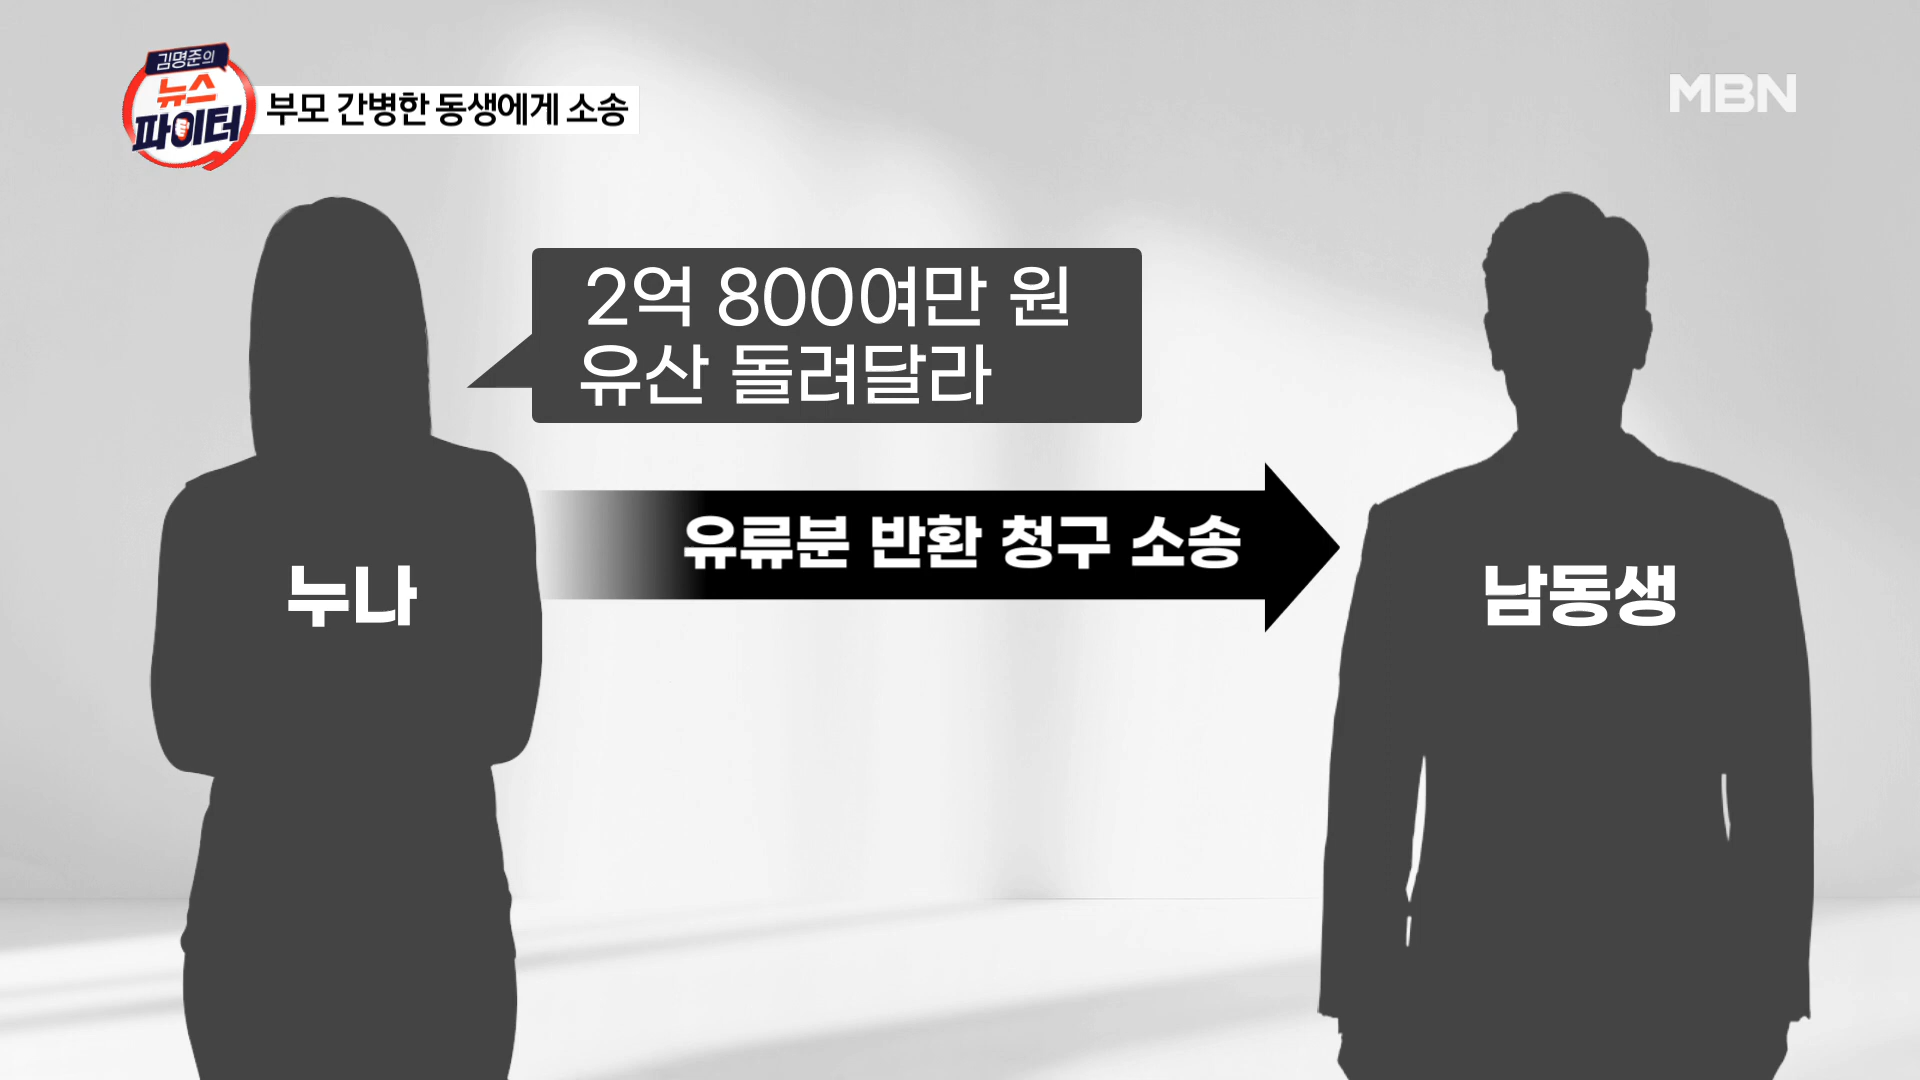 김명준의
뉴스
파이터
부모 간병한 동생에게 소송
MBN
2억 800여만 원
유산 돌려달라
유류분 반환 청구 소송
누나
남동생